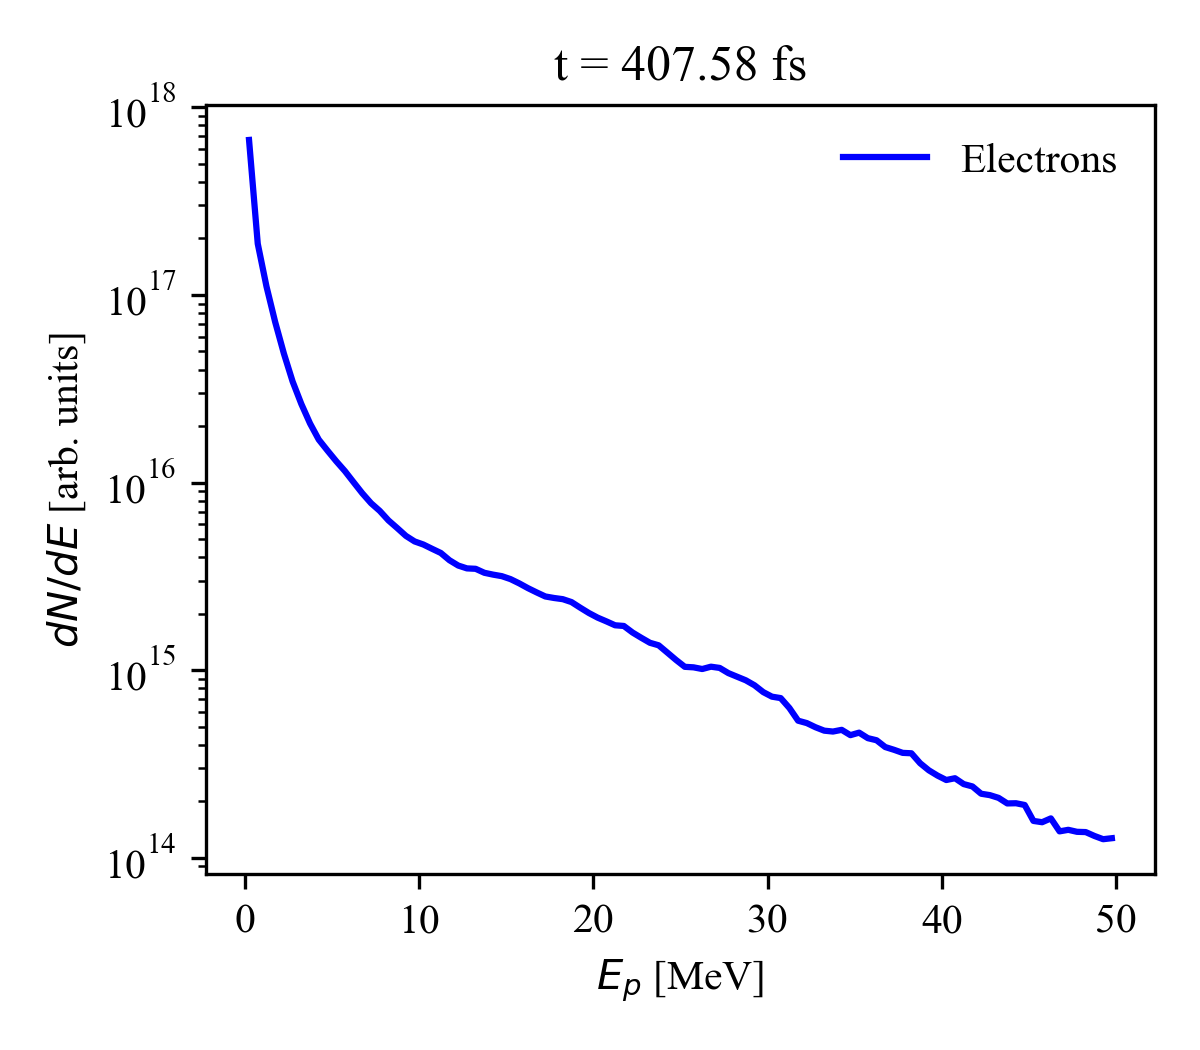 t = 407.58 fs
10^18
10^17
10^16
10^15
10^14
dN/dE [arb. units]
Electrons
0 10 20 30 40 50
E_p [MeV]